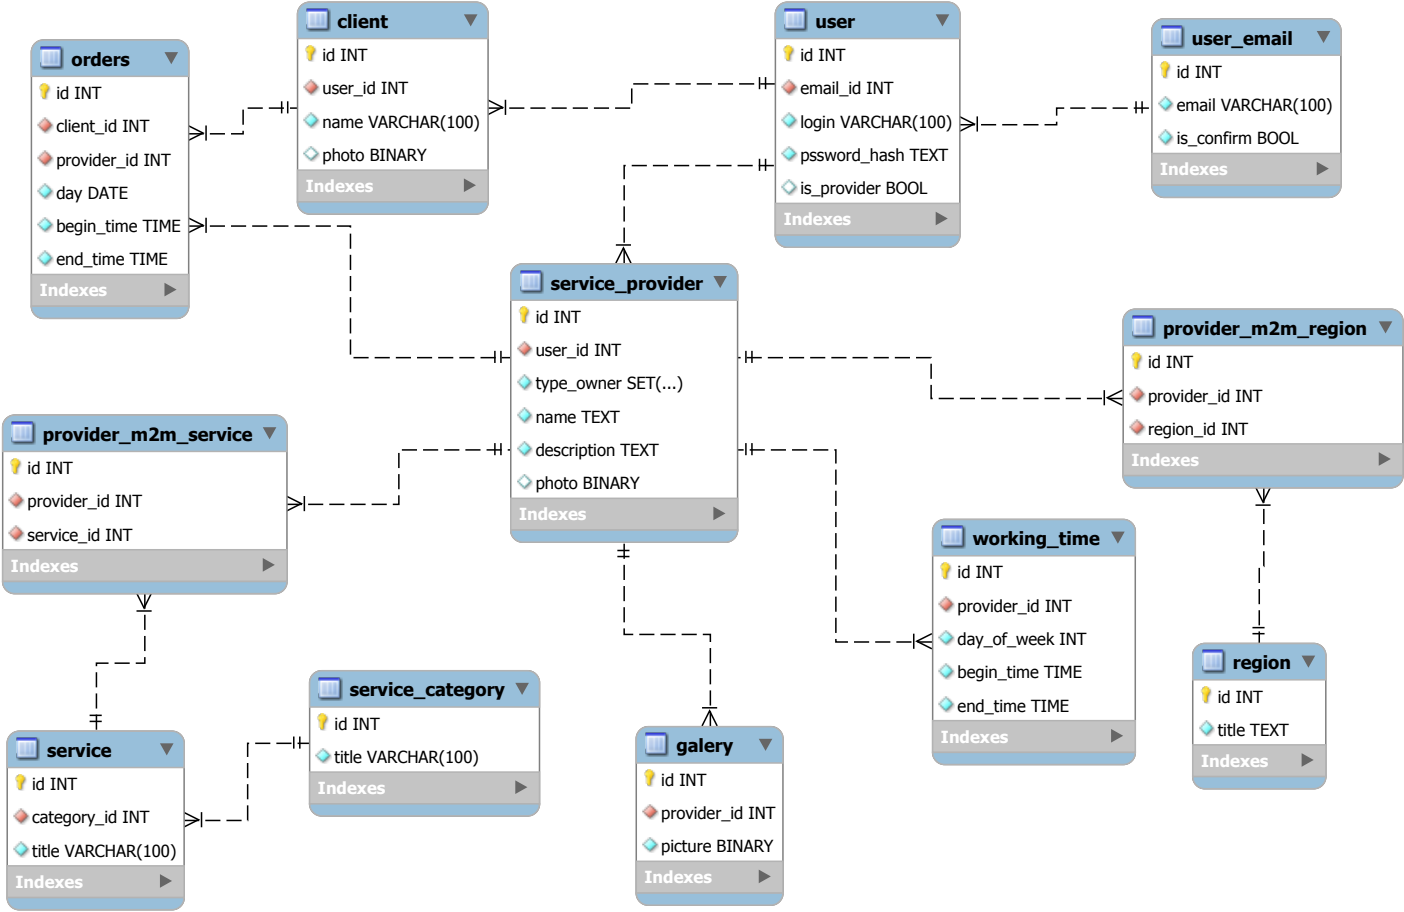 client
id INT
user_id INT
name VARCHAR(100)
photo BINARY
Indexes
user
id INT
email_id INT
login VARCHAR(100)
pssword_hash TEXT
is_provider BOOL
Indexes
user_email
id INT
email VARCHAR(100)
is_confirm BOOL
Indexes
orders
id INT
client_id INT
provider_id INT
day DATE
begin_time TIME
end_time TIME
Indexes
service_provider
id INT
user_id INT
type_owner SET(...)
name TEXT
description TEXT
photo BINARY
Indexes
provider_m2m_region
id INT
provider_id INT
region_id INT
Indexes
provider_m2m_service
id INT
provider_id INT
service_id INT
Indexes
working_time
id INT
provider_id INT
day_of_week INT
begin_time TIME
end_time TIME
Indexes
region
id INT
title TEXT
Indexes
service_category
id INT
title VARCHAR(100)
Indexes
galery
id INT
provider_id INT
picture BINARY
Indexes
service
id INT
category_id INT
title VARCHAR(100)
Indexes